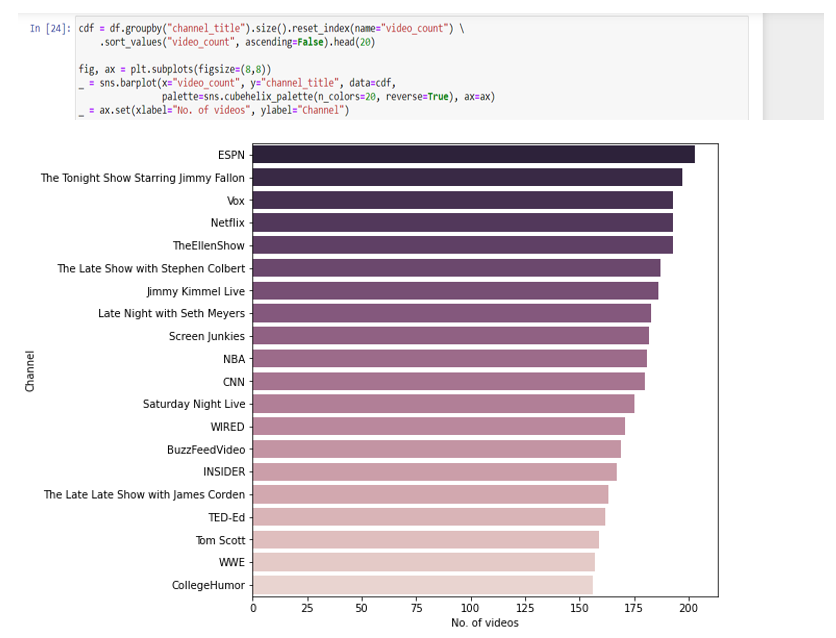 In [24]: cdf = df.groupby("channel_title").size().reset_index(name="video_count") \
.sort_values("video_count", ascending=False).head(20)
fig, ax = plt.subplots(figsize=(8,8))
_ = sns.barplot(x="video_count", y="channel_title", data=cdf,
palette=sns.cubehelix_palette(n_colors=20, reverse=True), ax=ax)
_ = ax.set(xlabel="No. of videos", ylabel="Channel")
ESPN
The Tonight Show Starring Jimmy Fallon
Vox
Netflix
TheEllenShow
The Late Show with Stephen Colbert
Jimmy Kimmel Live
Late Night with Seth Meyers
Screen Junkies
NBA
CNN
Saturday Night Live
WIRED
BuzzFeedVideo
INSIDER
The Late Late Show with James Corden
TED-Ed
Tom Scott
WWE
CollegeHumor
Channel
0 25 50 75 100 125 150 175 200
No. of videos